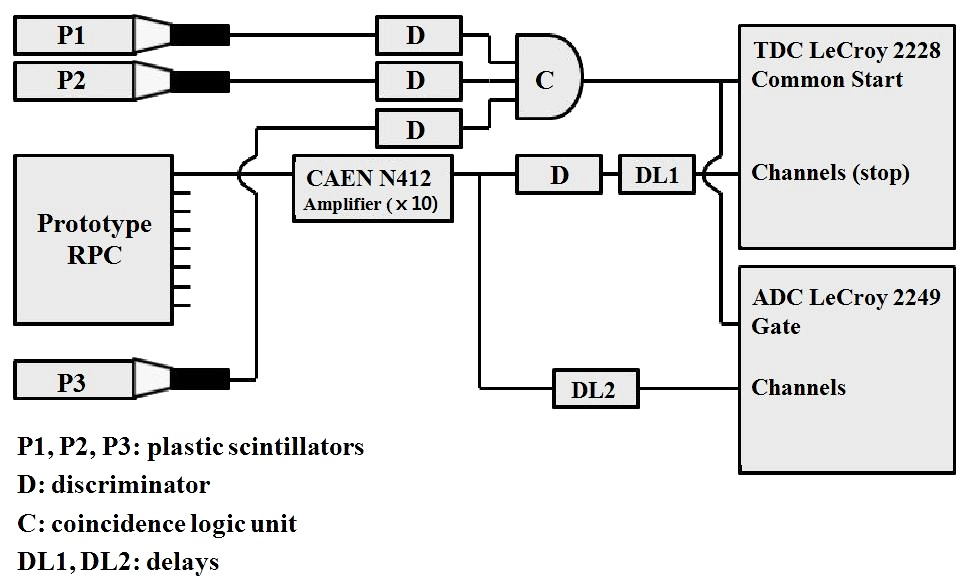 P1
D
TDC LeCroy 2228
Common Start
P2
D
C
D
CAEN N412
Amplifier ( x 10)
D
DL1
Channels (stop)
Prototype
RPC
ADC LeCroy 2249
Gate
P3
DL2
Channels
P1, P2, P3: plastic scintillators
D: discriminator
C: coincidence logic unit
DL1, DL2: delays